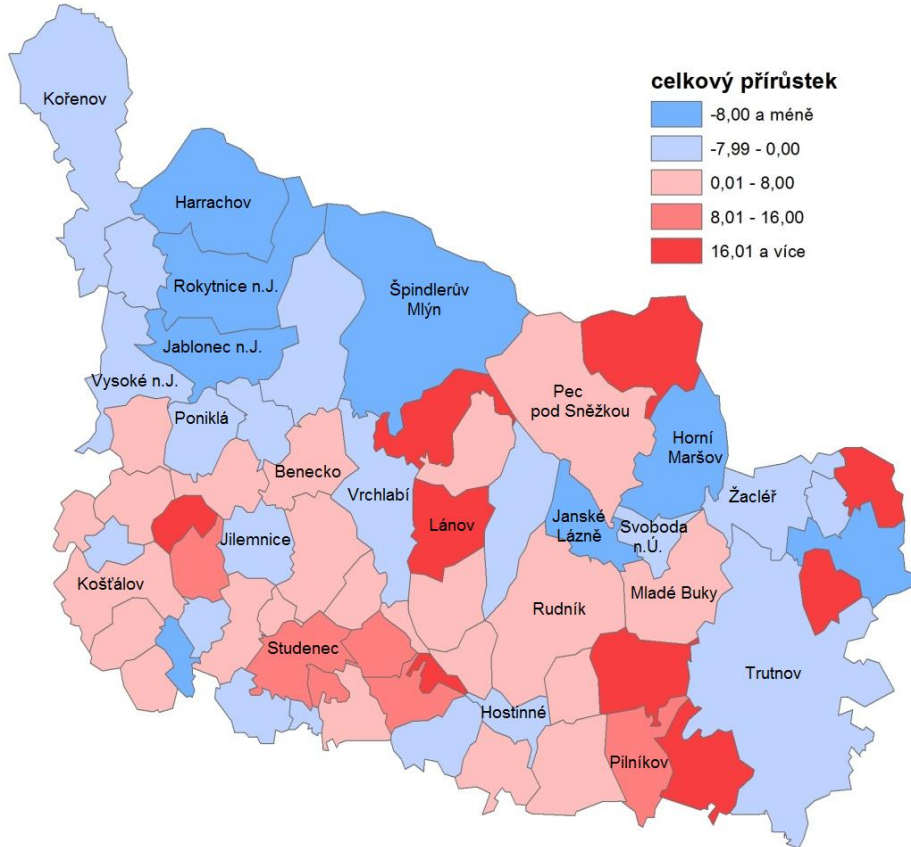 celkový přírůstek
-8,00 a méně
-7,99 - 0,00
0,01 - 8,00
8,01 - 16,00
16,01 a více
Kořenov
Harrachov
Rokytnice n.J.
Špindlerův
Mlýn
Jablonec n.J.
Vysoké n.J.
Poniklá
Pec
pod Sněžkou
Horní
Maršov
Benecko
Vrchlabí
Žacléř
Lánov
Janské
Lázně
Svoboda
n.Ú.
Jilemnice
Košťálov
Rudník
Mladé Buky
Studenec
Trutnov
Hostinné
Pilníkov